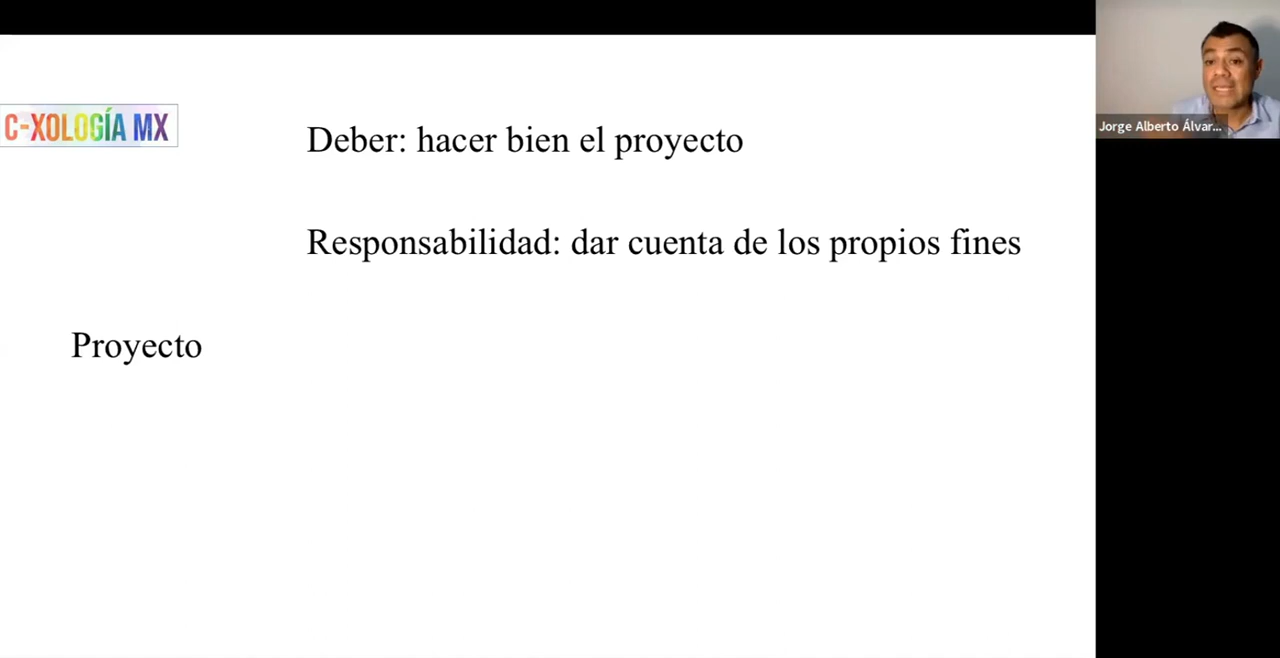 C-XOLOGÍA MX
Deber: hacer bien el proyecto
Responsabilidad: dar cuenta de los propios fines
Proyecto
Jorge Alberto Álvar...